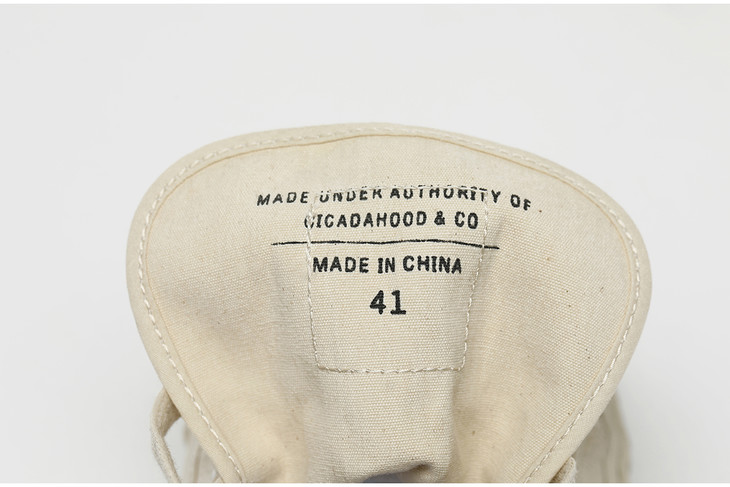 MADE UNDER AUTHORITY OF
CICADAHOOD & CO
MADE IN CHINA
41